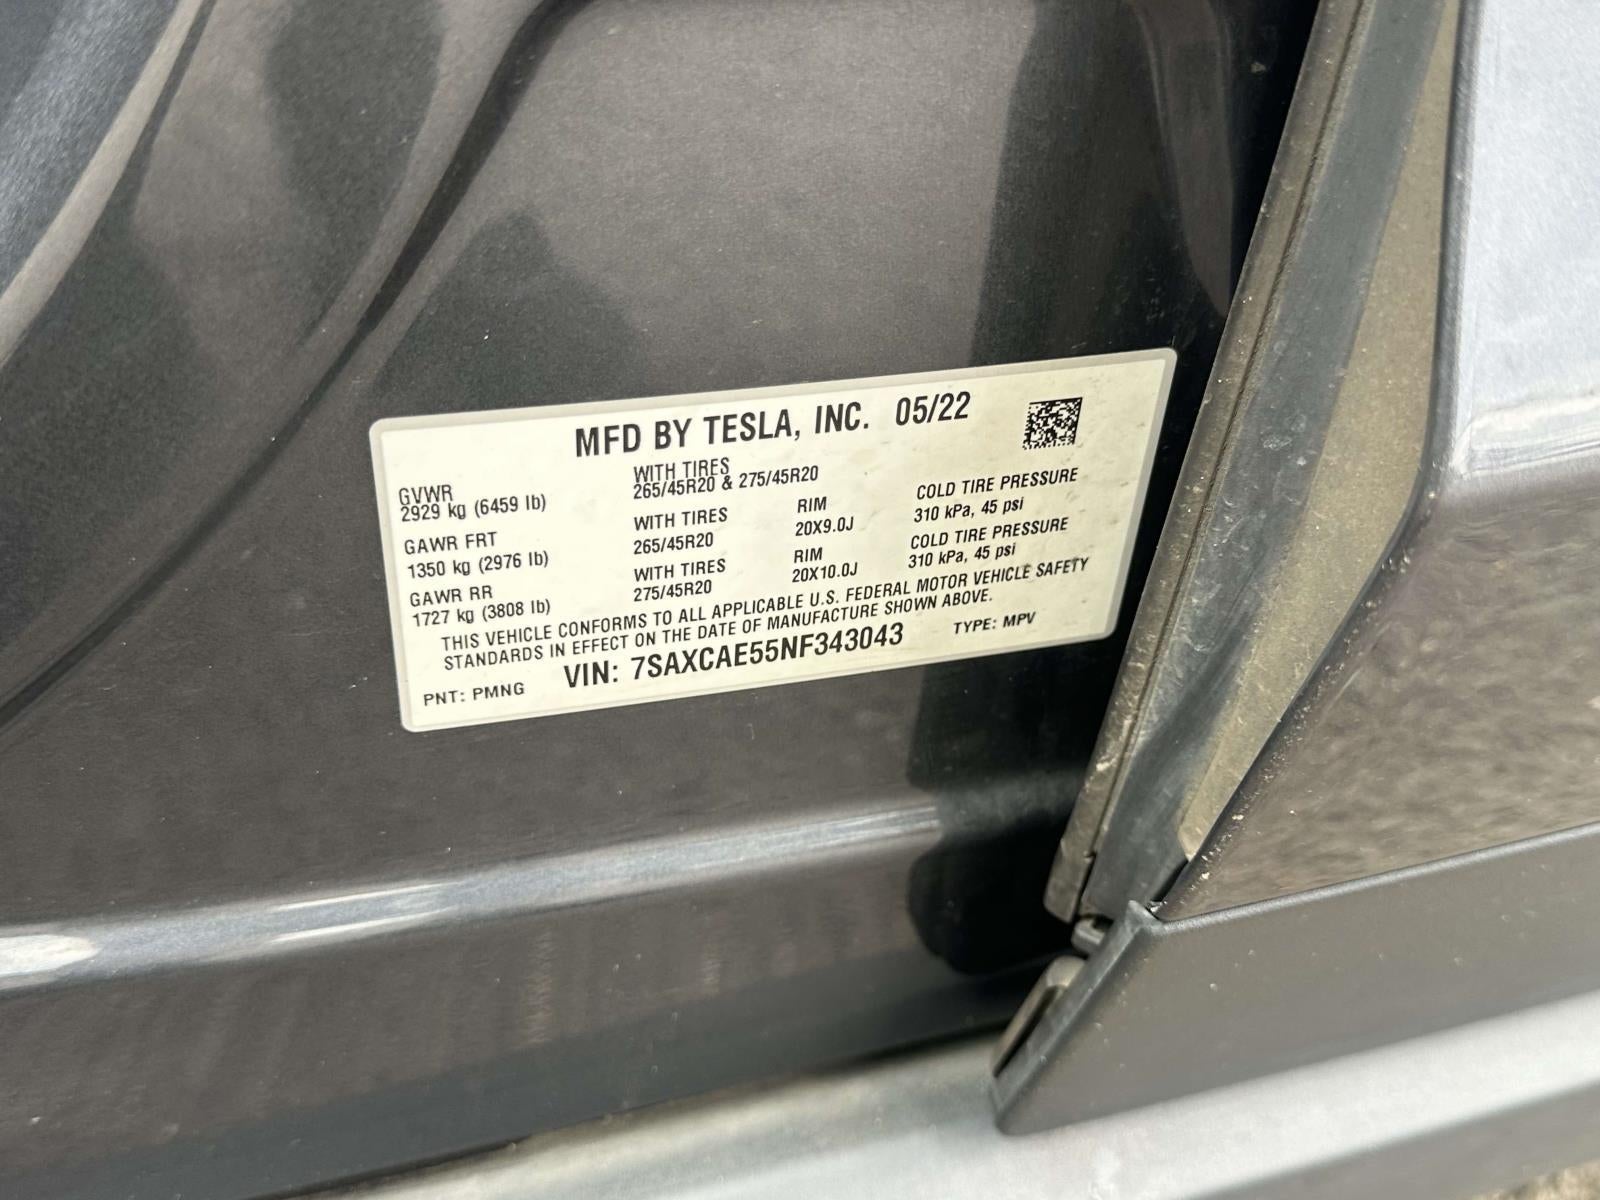 MFD BY TESLA, INC. 05/22
GVWR WITH TIRES
2929 kg (6459 lb) 265/45R20 & 275/45R20
GAWR FRT WITH TIRES RIM COLD TIRE PRESSURE
1350 kg (2976 lb) 265/45R20 20X9.0J 310 kPa, 45 psi
GAWR RR WITH TIRES RIM COLD TIRE PRESSURE
1727 kg (3808 lb) 275/45R20 20X10.0J 310 kPa, 45 psi
THIS VEHICLE CONFORMS TO ALL APPLICABLE U.S. FEDERAL MOTOR VEHICLE SAFETY
STANDARDS IN EFFECT ON THE DATE OF MANUFACTURE SHOWN ABOVE.
PNT: PMNG VIN: 7SAXCAE55NF343043 TYPE: MPV